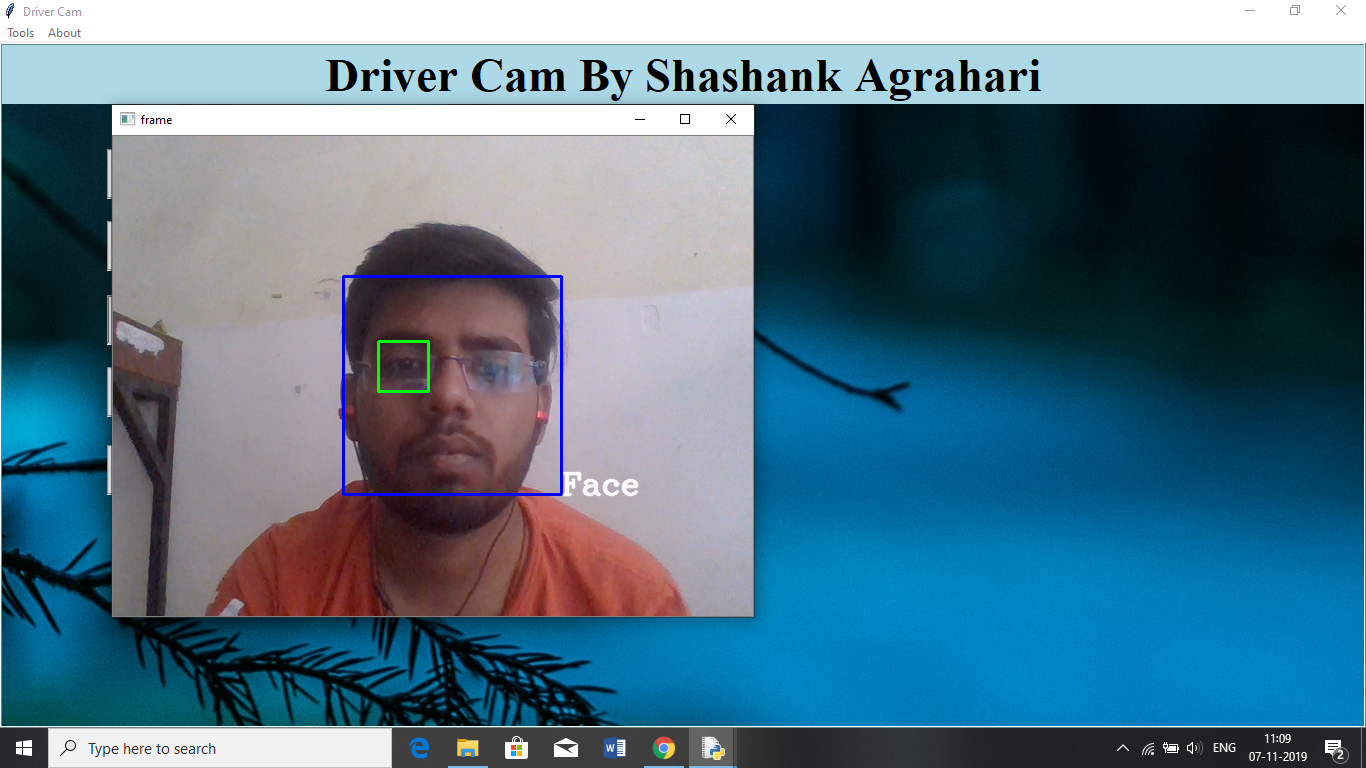 Driver Cam
Tools About
Driver Cam By Shashank Agrahari
frame
Face
Type here to search
ENG
11:09
07-11-2019
2